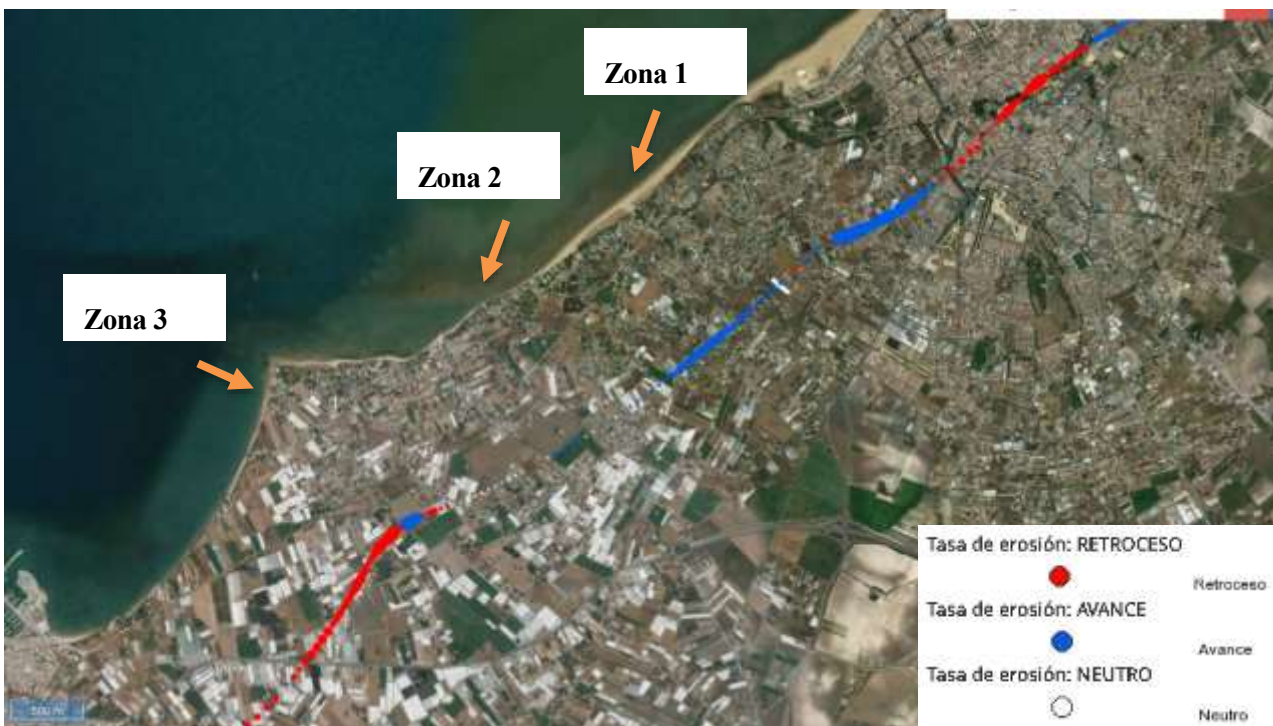 Zona 1
Zona 2
Zona 3
Tasa de erosión: RETROCESO
Retroceso
Tasa de erosión: AVANCE
Avance
Tasa de erosión: NEUTRO
Neutro
500 m